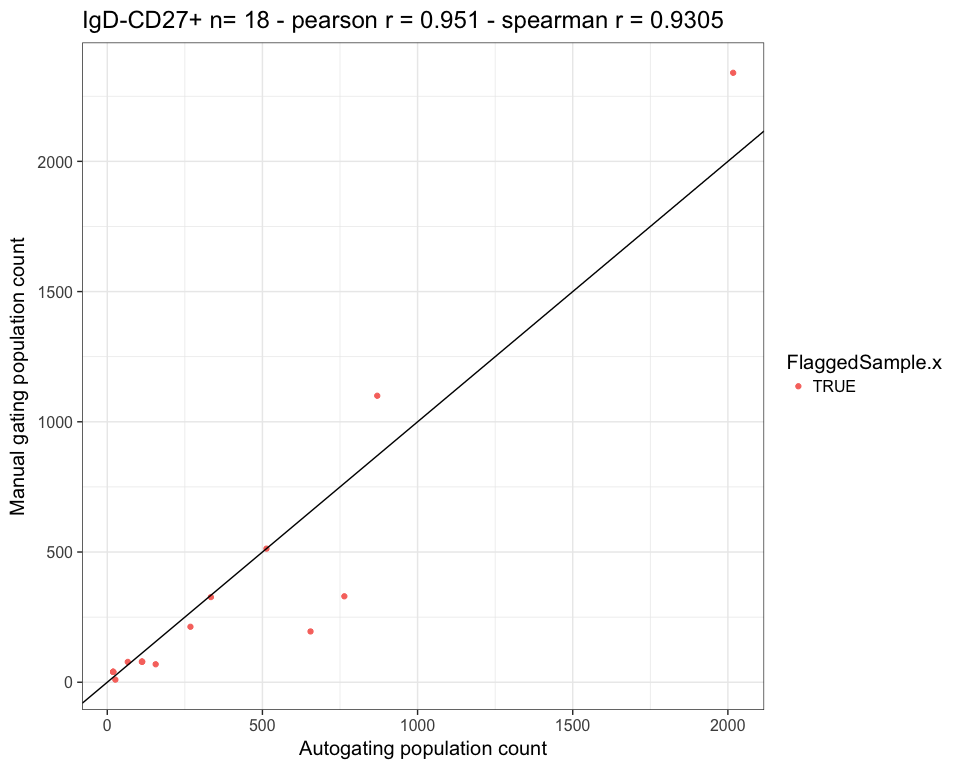 IgD-CD27+ n= 18 - pearson r = 0.951 - spearman r = 0.9305
Manual gating population count
2000
1500
1000
500
0
0 500 1000 1500 2000
Autogating population count
FlaggedSample.x
TRUE